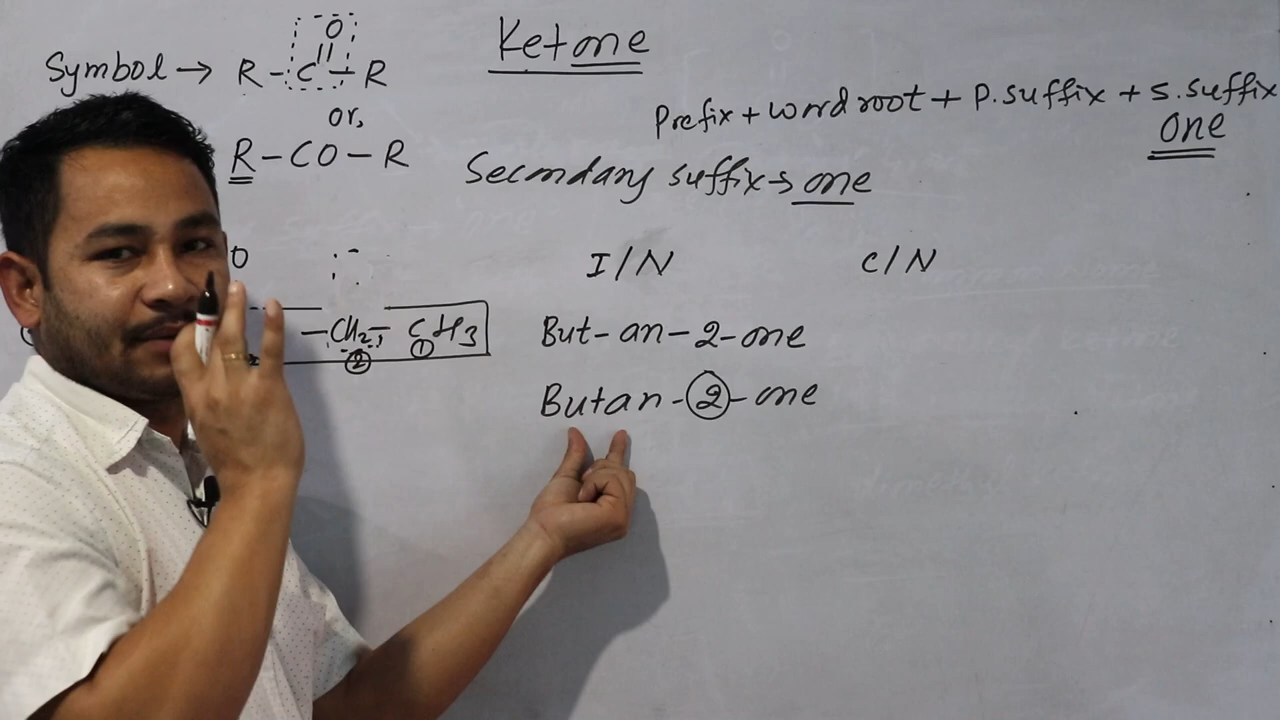 Ketone
O
||
Symbol → R - C - R
or,
R - CO - R
Prefix + word root + P. suffix + S. suffix
one
Secondary suffix → one
I/N C/N
O
- CH2 - CH3
2 1
But - an - 2 - one
Butan - 2 - one